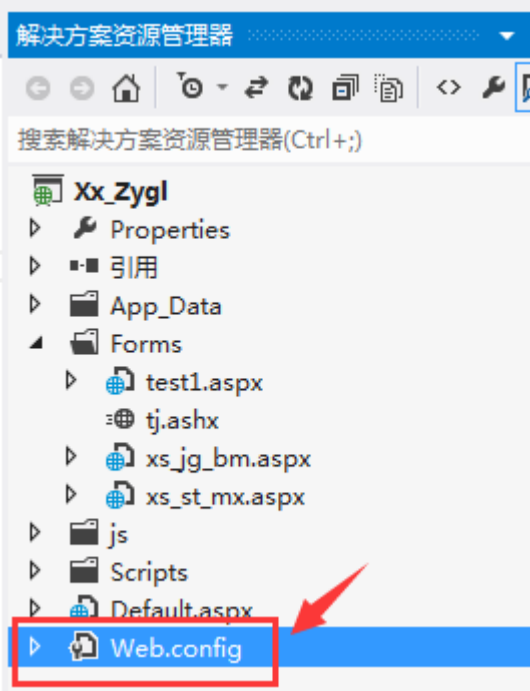 解决方案资源管理器
搜索解决方案资源管理器(Ctrl+;)
Xx_Zygl
Properties
引用
App_Data
Forms
test1.aspx
tj.ashx
xs_jg_bm.aspx
xs_st_mx.aspx
js
Scripts
Default.aspx
Web.config